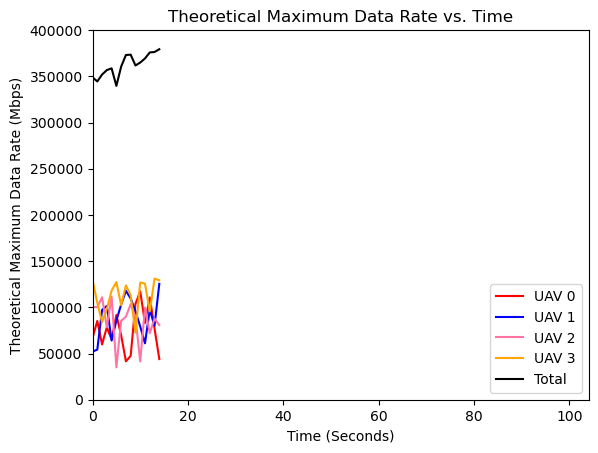 Theoretical Maximum Data Rate vs. Time
Theoretical Maximum Data Rate (Mbps)
400000
350000
300000
250000
200000
150000
100000
50000
0
0 20 40 60 80 100
Time (Seconds)
UAV 0
UAV 1
UAV 2
UAV 3
Total